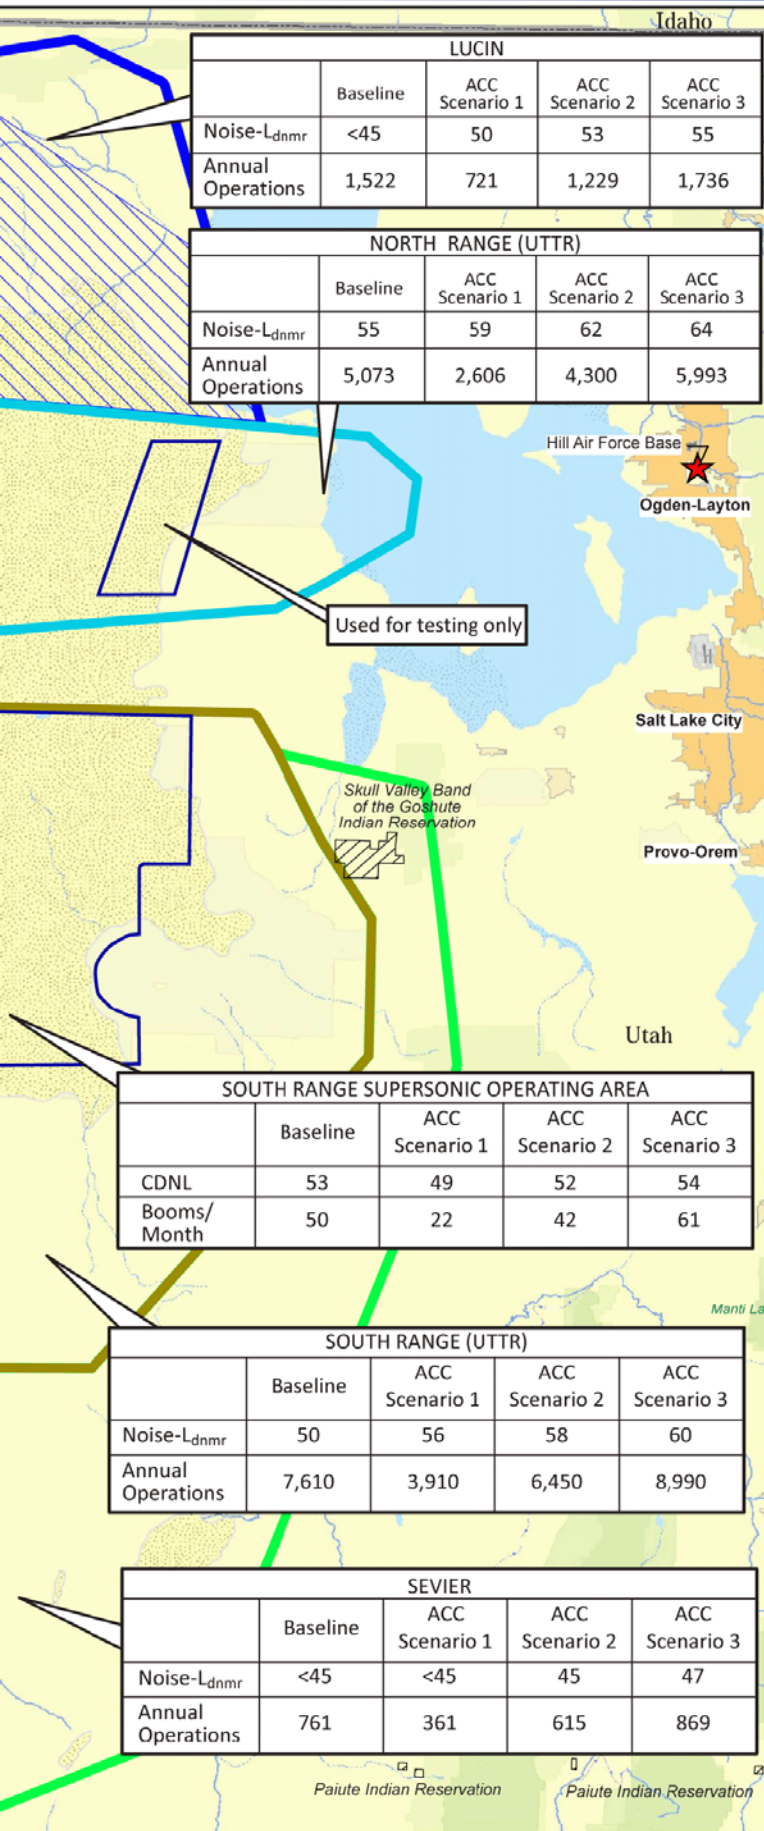 Idaho
LUCIN
Baseline
ACC
Scenario 1
ACC
Scenario 2
ACC
Scenario 3
Noise-Ldnmr <45 50 53 55
Annual
Operations 1,522 721 1,229 1,736
NORTH RANGE (UTTR)
Baseline
ACC
Scenario 1
ACC
Scenario 2
ACC
Scenario 3
Noise-Ldnmr 55 59 62 64
Annual
Operations 5,073 2,606 4,300 5,993
Hill Air Force Base
Ogden-Layton
Used for testing only
Salt Lake City
Skull Valley Band
of the Goshute
Indian Reservation
Provo-Orem
Utah
SOUTH RANGE SUPERSONIC OPERATING AREA
Baseline
ACC
Scenario 1
ACC
Scenario 2
ACC
Scenario 3
CDNL 53 49 52 54
Booms/
Month 50 22 42 61
Manti La
SOUTH RANGE (UTTR)
Baseline
ACC
Scenario 1
ACC
Scenario 2
ACC
Scenario 3
Noise-Ldnmr 50 56 58 60
Annual
Operations 7,610 3,910 6,450 8,990
SEVIER
Baseline
ACC
Scenario 1
ACC
Scenario 2
ACC
Scenario 3
Noise-Ldnmr <45 <45 45 47
Annual
Operations 761 361 615 869
Paiute Indian Reservation
Paiute Indian Reservation